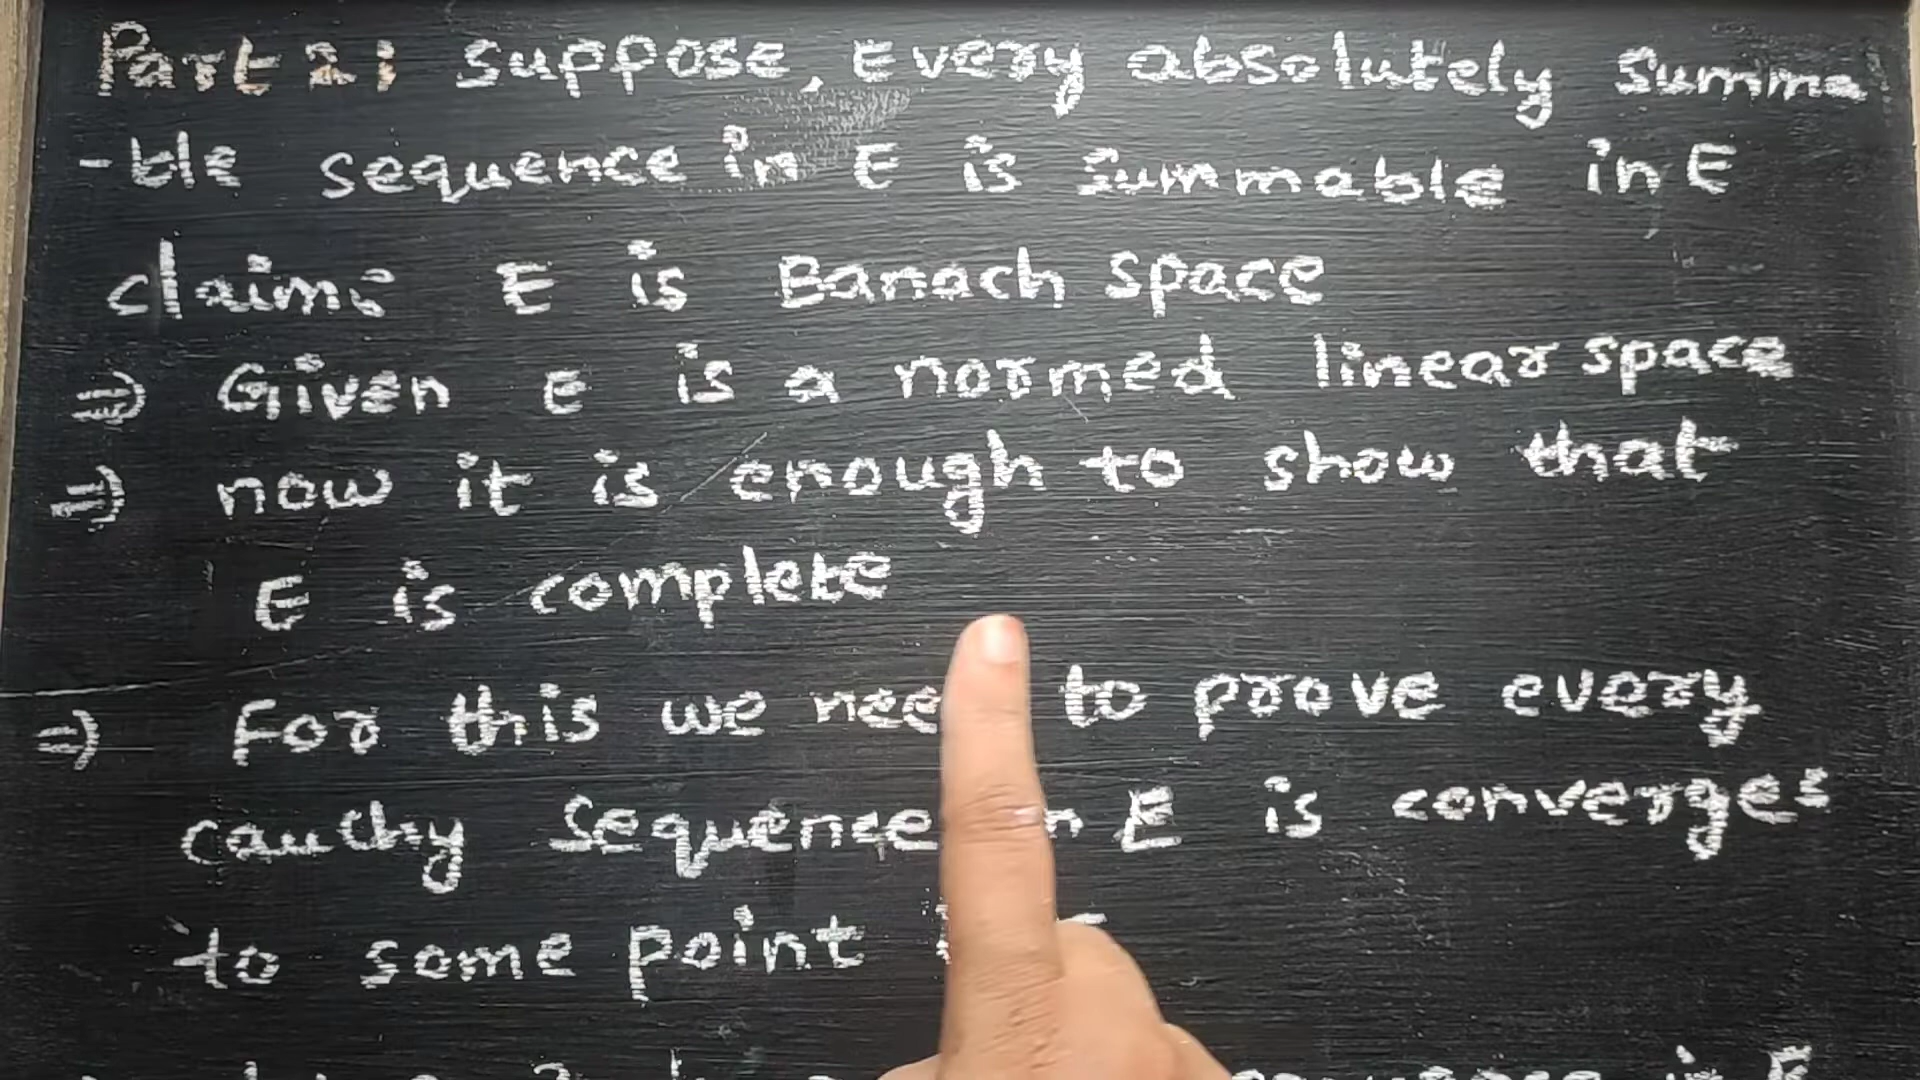 Part 2: suppose, Every absolutely summa
-ble sequence in E is summable in E
claim: E is Banach space
⇒ Given E is a normed linear space
⇒ now it is enough to show that
E is complete
⇒ For this we nee to prove every
cauchy sequence in E is converges
to some point